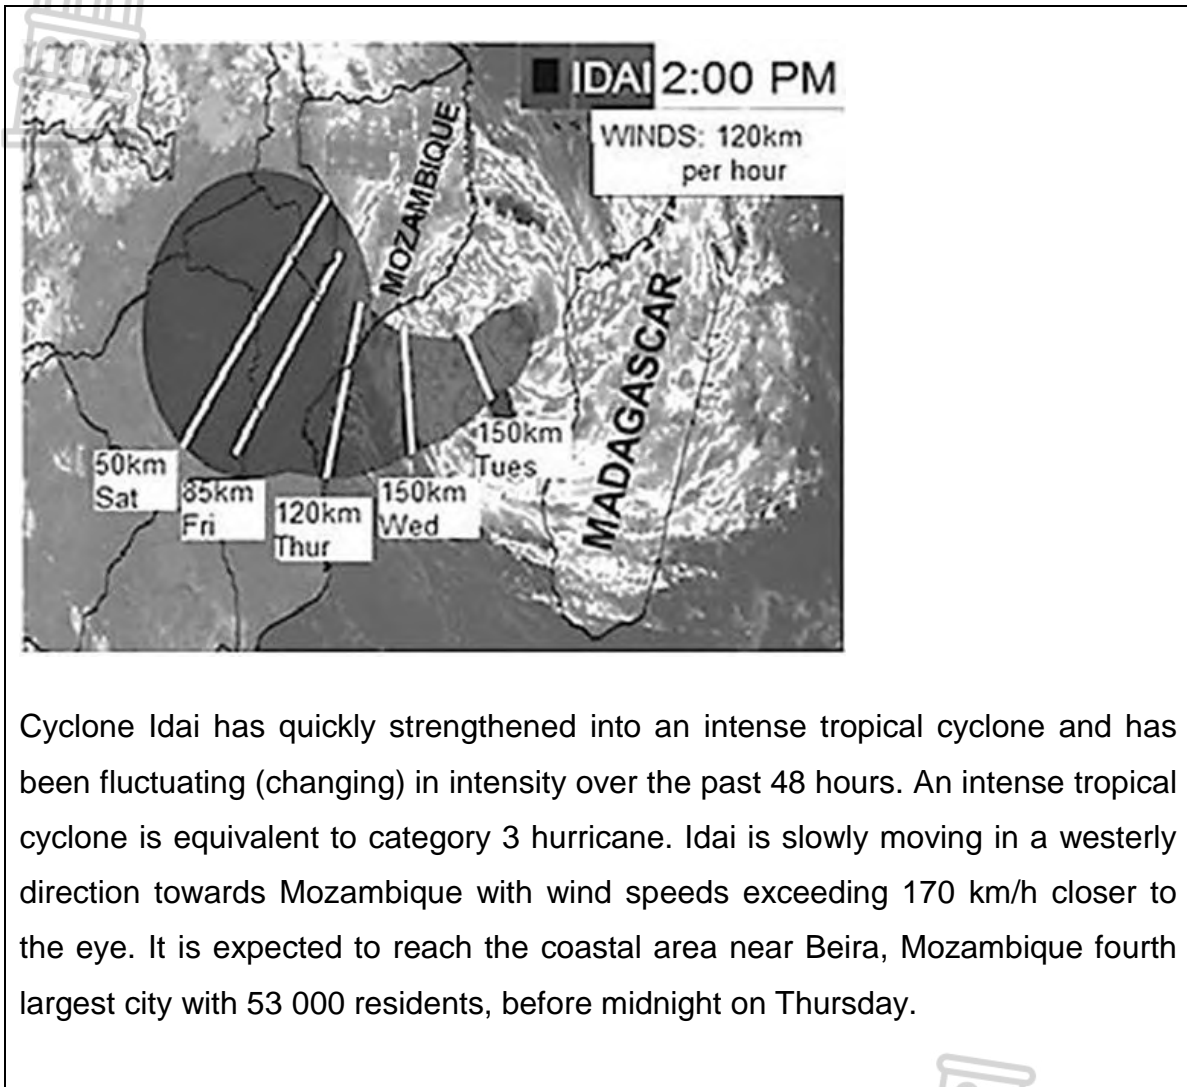 IDAI 2:00 PM
WINDS: 120km
per hour
MOZAMBIQUE
MADAGASCAR
150km
Tues
150km
Wed
120km
Thur
85km
Fri
50km
Sat
Cyclone Idai has quickly strengthened into an intense tropical cyclone and has
been fluctuating (changing) in intensity over the past 48 hours. An intense tropical
cyclone is equivalent to category 3 hurricane. Idai is slowly moving in a westerly
direction towards Mozambique with wind speeds exceeding 170 km/h closer to
the eye. It is expected to reach the coastal area near Beira, Mozambique fourth
largest city with 53 000 residents, before midnight on Thursday.